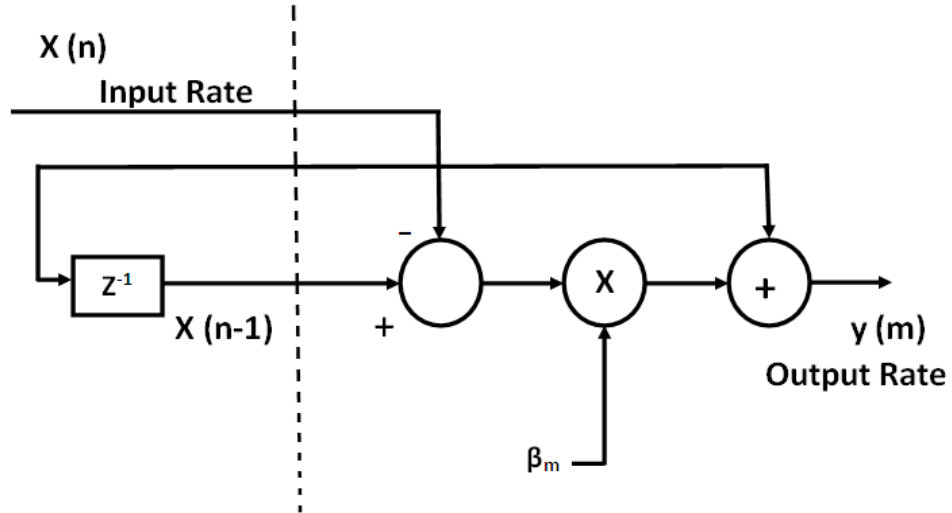 X (n)
Input Rate
−
Z-1
X
+
X (n-1)
+
y (m)
Output Rate
βm